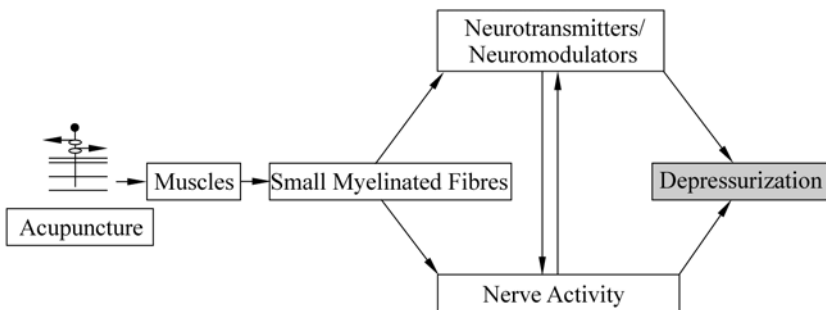 Neurotransmitters/
Neuromodulators
Muscles
Small Myelinated Fibres
Depressurization
Acupuncture
Nerve Activity